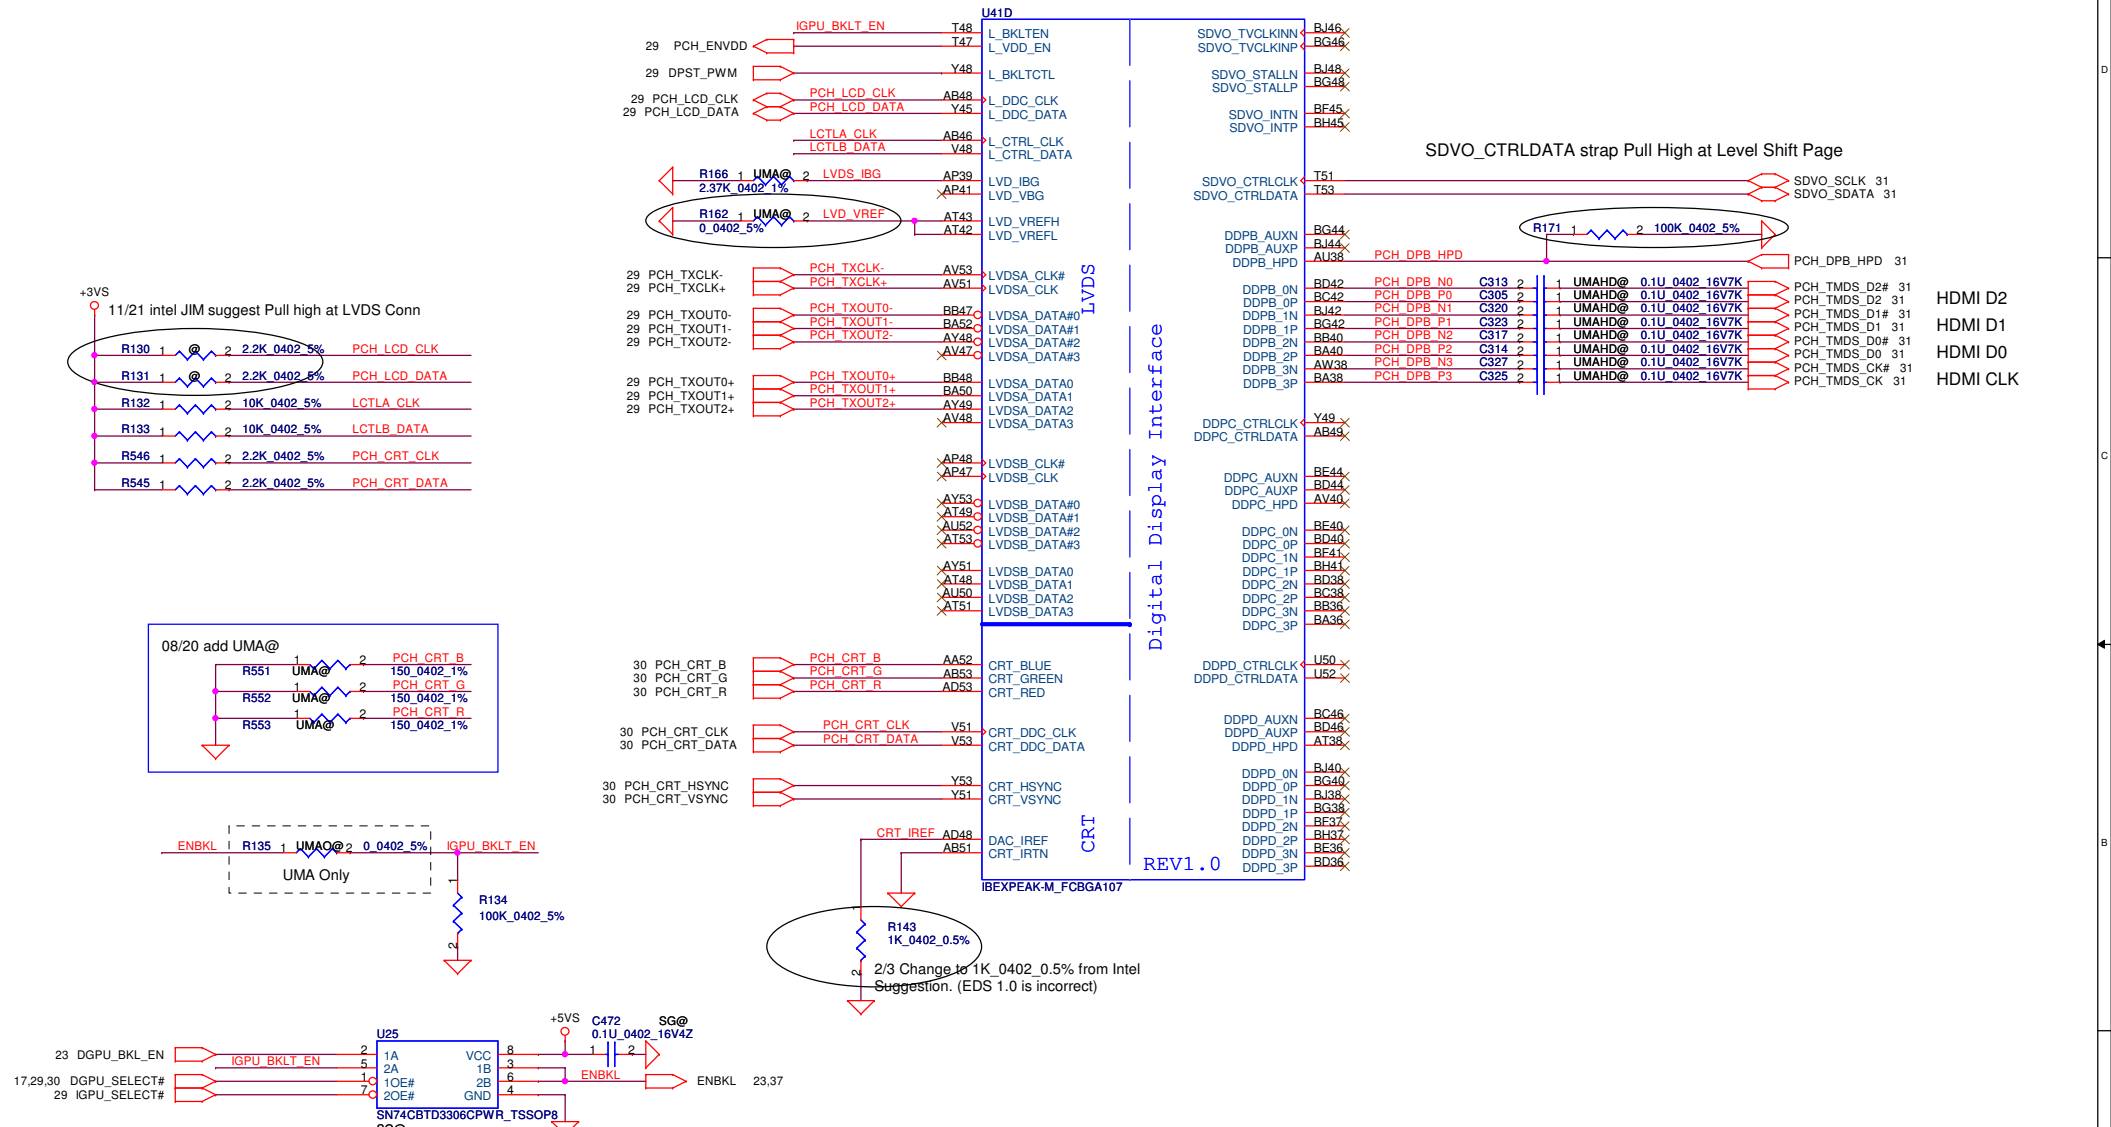 U41D
IGPU_BKLT_EN T48 L_BKLTEN
29 PCH_ENVDD T47 L_VDD_EN
29 DPST_PWM Y48 L_BKLTCTL
29 PCH_LCD_CLK PCH_LCD_CLK AB48 L_DDC_CLK
29 PCH_LCD_DATA PCH_LCD_DATA Y45 L_DDC_DATA
LCTLA_CLK AB46 L_CTRL_CLK
LCTLB_DATA V48 L_CTRL_DATA
R166 1 UMA@ 2 LVDS_IBG AP39 LVD_IBG
2.37K_0402_1% AP41 LVD_VBG
R162 1 UMA@ 2 LVD_VREF AT43 LVD_VREFH
0_0402_5% AT42 LVD_VREFL
29 PCH_TXCLK- PCH_TXCLK- AV53 LVDSA_CLK#
29 PCH_TXCLK+ PCH_TXCLK+ AV51 LVDSA_CLK
29 PCH_TXOUT0- PCH_TXOUT0- BB47 LVDSA_DATA#0
29 PCH_TXOUT1- PCH_TXOUT1- BA52 LVDSA_DATA#1
29 PCH_TXOUT2- PCH_TXOUT2- AY48 LVDSA_DATA#2
AV47 LVDSA_DATA#3
29 PCH_TXOUT0+ PCH_TXOUT0+ BB48 LVDSA_DATA0
29 PCH_TXOUT1+ PCH_TXOUT1+ BA50 LVDSA_DATA1
29 PCH_TXOUT2+ PCH_TXOUT2+ AY49 LVDSA_DATA2
AV48 LVDSA_DATA3
AP48 LVDSB_CLK#
AP47 LVDSB_CLK
AY53 LVDSB_DATA#0
AT49 LVDSB_DATA#1
AU52 LVDSB_DATA#2
AT53 LVDSB_DATA#3
AY51 LVDSB_DATA0
AT48 LVDSB_DATA1
AU50 LVDSB_DATA2
AT51 LVDSB_DATA3
30 PCH_CRT_B PCH_CRT_B AA52 CRT_BLUE
30 PCH_CRT_G PCH_CRT_G AB53 CRT_GREEN
30 PCH_CRT_R PCH_CRT_R AD53 CRT_RED
30 PCH_CRT_CLK PCH_CRT_CLK V51 CRT_DDC_CLK
30 PCH_CRT_DATA PCH_CRT_DATA V53 CRT_DDC_DATA
30 PCH_CRT_HSYNC Y53 CRT_HSYNC
30 PCH_CRT_VSYNC Y51 CRT_VSYNC
CRT_IREF AD48 DAC_IREF
AB51 CRT_IRTN
LVDS
Digital Display Interface
CRT
REV1.0
IBEXPEAK-M_FCBGA107
SDVO_TVCLKINN BJ46
SDVO_TVCLKINP BG46
SDVO_STALLN BJ48
SDVO_STALLP BG48
SDVO_INTN BF45
SDVO_INTP BH45
SDVO_CTRLDATA strap Pull High at Level Shift Page
SDVO_CTRLCLK T51 SDVO_SCLK 31
SDVO_CTRLDATA T53 SDVO_SDATA 31
R171 1 2 100K_0402_5%
DDPB_AUXN BG44
DDPB_AUXP BJ44
DDPB_HPD AU38 PCH_DPB_HPD PCH_DPB_HPD 31
DDPB_0N BD42 PCH_DPB_N0 C313 2 1 UMAHD@ 0.1U_0402_16V7K PCH_TMDS_D2# 31
DDPB_0P BC42 PCH_DPB_P0 C305 2 1 UMAHD@ 0.1U_0402_16V7K PCH_TMDS_D2 31 HDMI D2
DDPB_1N BJ42 PCH_DPB_N1 C320 2 1 UMAHD@ 0.1U_0402_16V7K PCH_TMDS_D1# 31
DDPB_1P BG42 PCH_DPB_P1 C323 2 1 UMAHD@ 0.1U_0402_16V7K PCH_TMDS_D1 31 HDMI D1
DDPB_2N BB40 PCH_DPB_N2 C317 2 1 UMAHD@ 0.1U_0402_16V7K PCH_TMDS_D0# 31
DDPB_2P BA40 PCH_DPB_P2 C314 2 1 UMAHD@ 0.1U_0402_16V7K PCH_TMDS_D0 31 HDMI D0
DDPB_3N AW38 PCH_DPB_N3 C327 2 1 UMAHD@ 0.1U_0402_16V7K PCH_TMDS_CK# 31
DDPB_3P BA38 PCH_DPB_P3 C325 2 1 UMAHD@ 0.1U_0402_16V7K PCH_TMDS_CK 31 HDMI CLK
DDPC_CTRLCLK Y49
DDPC_CTRLDATA AB49
DDPC_AUXN BE44
DDPC_AUXP BD44
DDPC_HPD AV40
DDPC_0N BE40
DDPC_0P BD40
DDPC_1N BF41
DDPC_1P BH41
DDPC_2N BD38
DDPC_2P BC38
DDPC_3N BB36
DDPC_3P BA36
DDPD_CTRLCLK U50
DDPD_CTRLDATA U52
DDPD_AUXN BC46
DDPD_AUXP BD46
DDPD_HPD AT38
DDPD_0N BJ40
DDPD_0P BG40
DDPD_1N BJ38
DDPD_1P BG38
DDPD_2N BF37
DDPD_2P BH37
DDPD_3N BE36
DDPD_3P BD36
D
C
B
+3VS
11/21 intel JIM suggest Pull high at LVDS Conn
R130 1 @ 2 2.2K_0402_5% PCH_LCD_CLK
R131 1 @ 2 2.2K_0402_5% PCH_LCD_DATA
R132 1 2 10K_0402_5% LCTLA_CLK
R133 1 2 10K_0402_5% LCTLB_DATA
R546 1 2 2.2K_0402_5% PCH_CRT_CLK
R545 1 2 2.2K_0402_5% PCH_CRT_DATA
08/20 add UMA@
R551 1 UMA@ 2 PCH_CRT_B 150_0402_1%
R552 1 UMA@ 2 PCH_CRT_G 150_0402_1%
R553 1 UMA@ 2 PCH_CRT_R 150_0402_1%
ENBKL R135 1 UMAO@ 2 0_0402_5% IGPU_BKLT_EN
UMA Only
1 R134
100K_0402_5%
2
1 R143
1K_0402_0.5%
2 2/3 Change to 1K_0402_0.5% from Intel
Suggestion. (EDS 1.0 is incorrect)
+5VS C472 SG@
0.1U_0402_16V4Z
1 2
U25
23 DGPU_BKL_EN 2 1A VCC 8
IGPU_BKLT_EN 5 2A 1B 3
17,29,30 DGPU_SELECT# 1 1OE# 2B 6 ENBKL ENBKL 23,37
29 IGPU_SELECT# 7 2OE# GND 4
SN74CBTD3306CPWR_TSSOP8